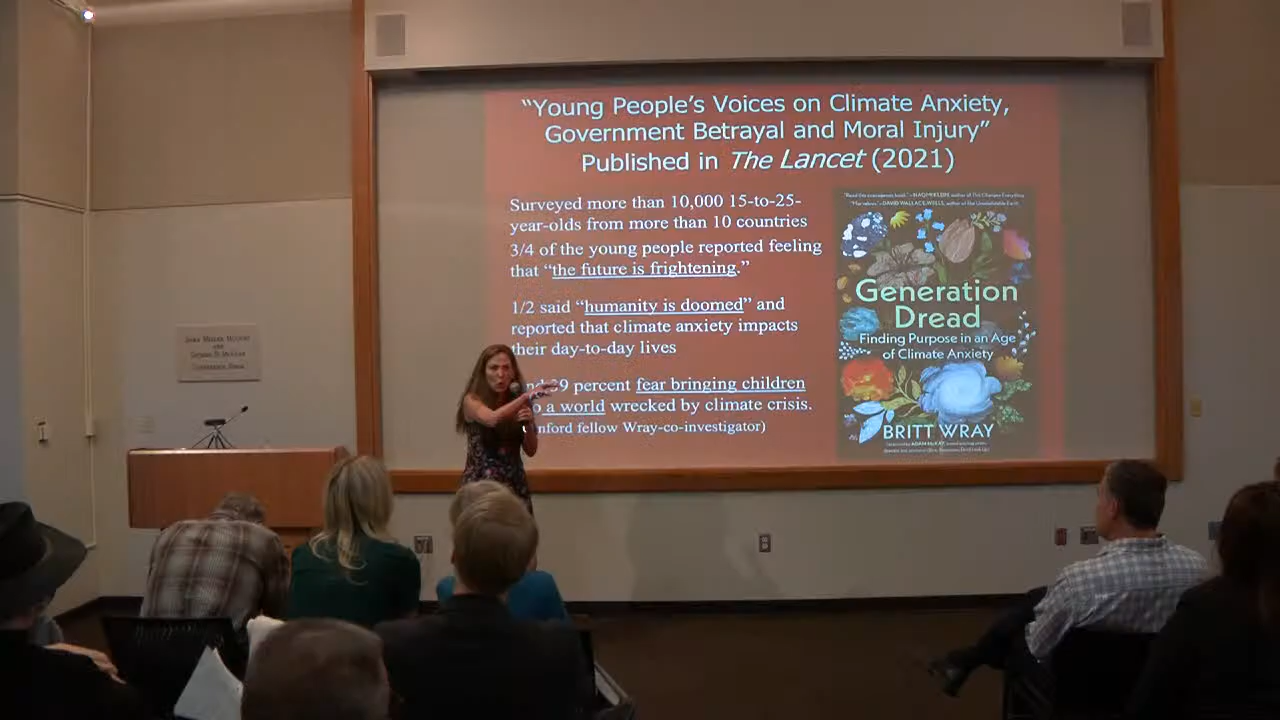 “Young People’s Voices on Climate Anxiety,
Government Betrayal and Moral Injury”
Published in The Lancet (2021)
Surveyed more than 10,000 15-to-25-
year-olds from more than 10 countries
3/4 of the young people reported feeling
that “the future is frightening.”
1/2 said “humanity is doomed” and
reported that climate anxiety impacts
their day-to-day lives
39 percent fear bringing children
a world wrecked by climate crisis.
fellow Wray-co-investigator)
Generation
Dread
Finding Purpose in an Age
of Climate Anxiety
BRITT WRAY